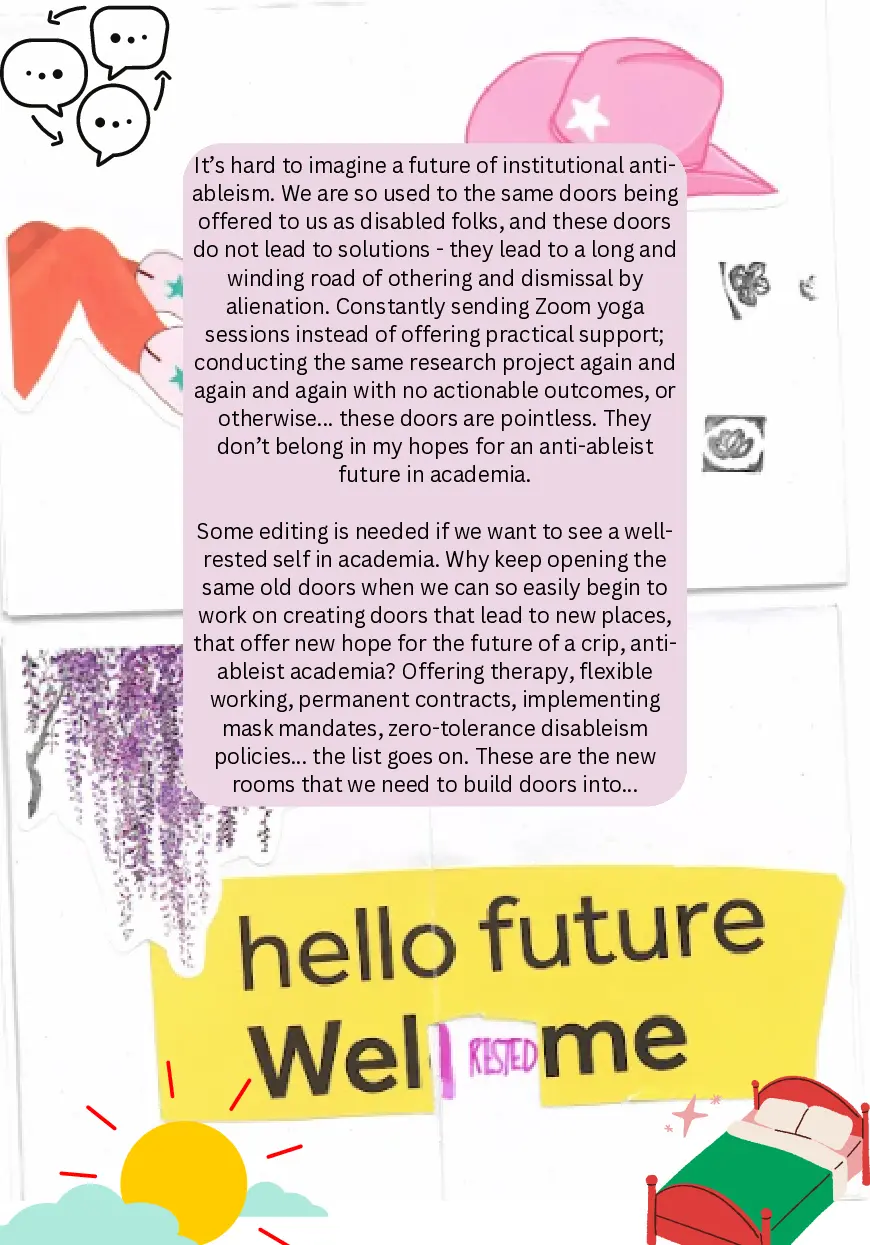 It’s hard to imagine a future of institutional anti-
ableism. We are so used to the same doors being
offered to us as disabled folks, and these doors
do not lead to solutions - they lead to a long and
winding road of othering and dismissal by
alienation. Constantly sending Zoom yoga
sessions instead of offering practical support;
conducting the same research project again and
again and again with no actionable outcomes, or
otherwise... these doors are pointless. They
don’t belong in my hopes for an anti-ableist
future in academia.
Some editing is needed if we want to see a well-
rested self in academia. Why keep opening the
same old doors when we can so easily begin to
work on creating doors that lead to new places,
that offer new hope for the future of a crip, anti-
ableist academia? Offering therapy, flexible
working, permanent contracts, implementing
mask mandates, zero-tolerance disableism
policies... the list goes on. These are the new
rooms that we need to build doors into...
hello future
Well RESTED me